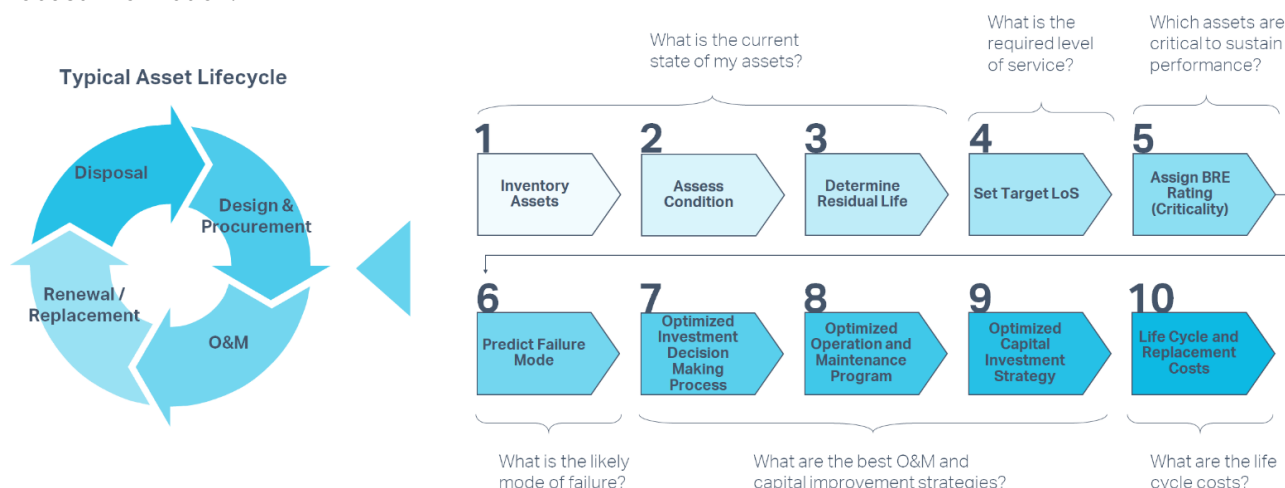 What is the current
state of my assets?
What is the
required level
of service?
Which assets are
critical to sustain
performance?
Typical Asset Lifecycle
Disposal
Design &
Procurement
O&M
Renewal /
Replacement
1
Inventory
Assets
2
Assess
Condition
3
Determine
Residual Life
4
Set Target LoS
5
Assign BRE
Rating
(Criticality)
6
Predict Failure
Mode
7
Optimized
Investment
Decision
Making
Process
8
Optimized
Operation and
Maintenance
Program
9
Optimized
Capital
Investment
Strategy
10
Life Cycle and
Replacement
Costs
What is the likely
mode of failure?
What are the best O&M and
capital improvement strategies?
What are the life
cycle costs?